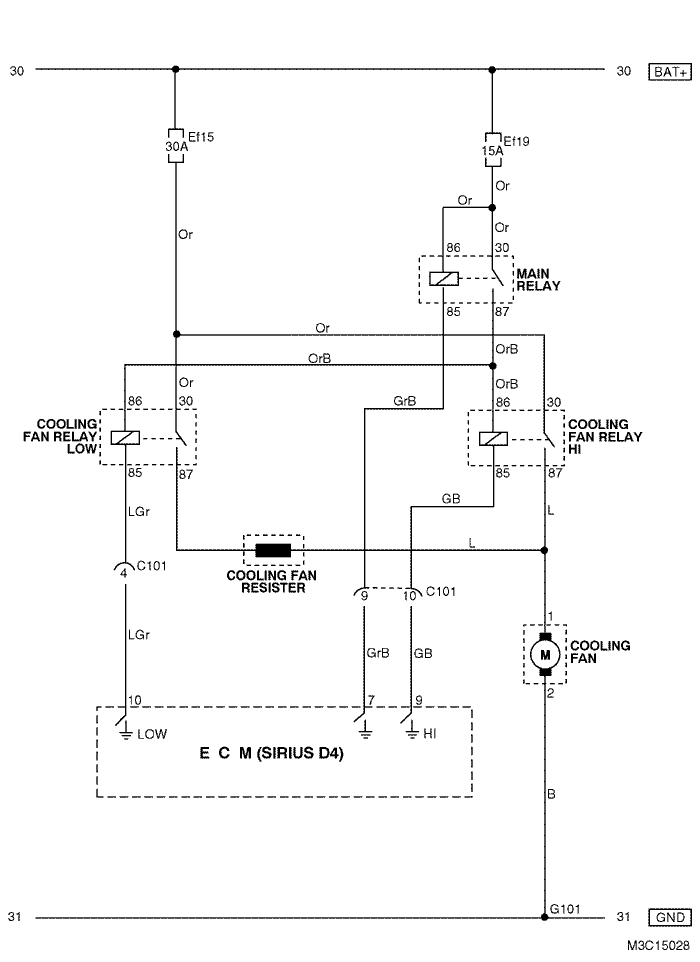 30
30
BAT+
Ef15
30A
Ef19
15A
Or
Or
Or
Or
86
30
MAIN
RELAY
85
87
Or
OrB
OrB
Or
OrB
GrB
86
30
86
30
COOLING
FAN RELAY
LOW
COOLING
FAN RELAY
HI
85
87
85
87
LGr
GB
L
L
C101
4
COOLING FAN
RESISTER
9
10
C101
1
LGr
GrB
GB
M
COOLING
FAN
2
10
7
9
LOW
HI
E C M (SIRIUS D4)
B
31
G101
31
GND
M3C15028